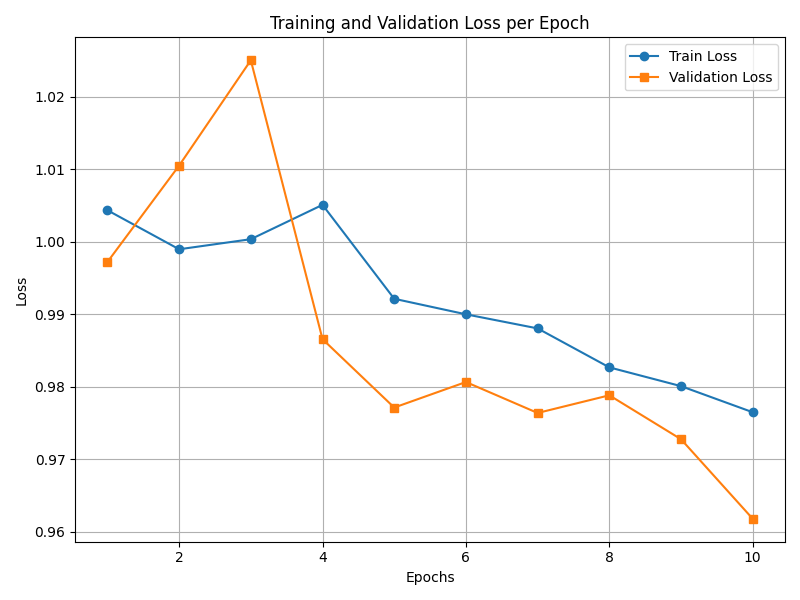 Training and Validation Loss per Epoch
Train Loss
Validation Loss
1.02
1.01
1.00
0.99
0.98
0.97
0.96
Loss
2 4 6 8 10
Epochs